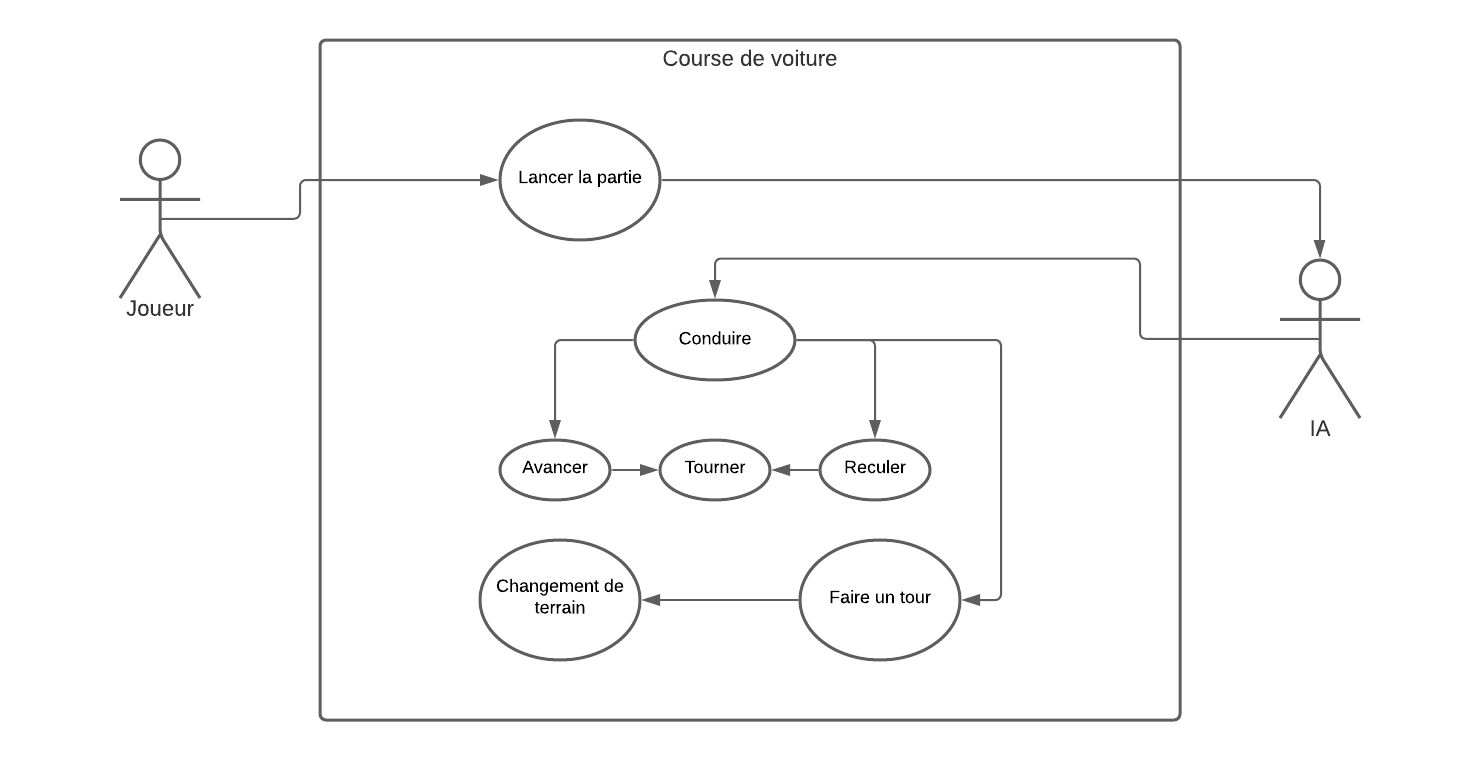 Course de voiture
Lancer la partie
Joueur
Conduire
IA
Avancer
Tourner
Reculer
Changement de
terrain
Faire un tour